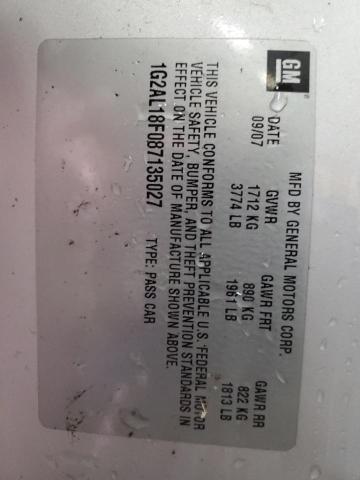 GM
MFD BY GENERAL MOTORS CORP.
DATE GVWR GAWR FRT GAWR RR
09/07 1712 KG 890 KG 822 KG
3774 LB 1961 LB 1813 LB
THIS VEHICLE CONFORMS TO ALL APPLICABLE U.S. FEDERAL MOTOR
VEHICLE SAFETY, BUMPER, AND THEFT PREVENTION STANDARDS IN
EFFECT ON THE DATE OF MANUFACTURE SHOWN ABOVE.
1G2AL18F087135027 TYPE: PASS CAR